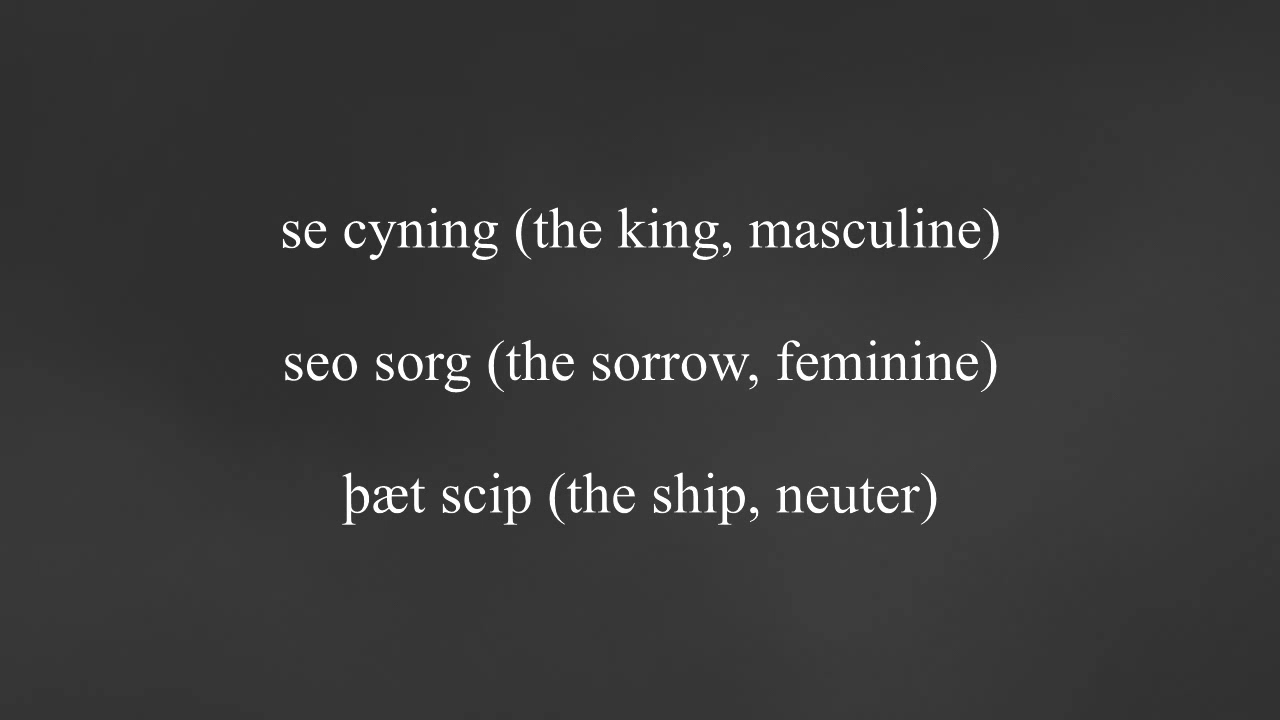 se cyning (the king, masculine)
seo sorg (the sorrow, feminine)
þæt scip (the ship, neuter)